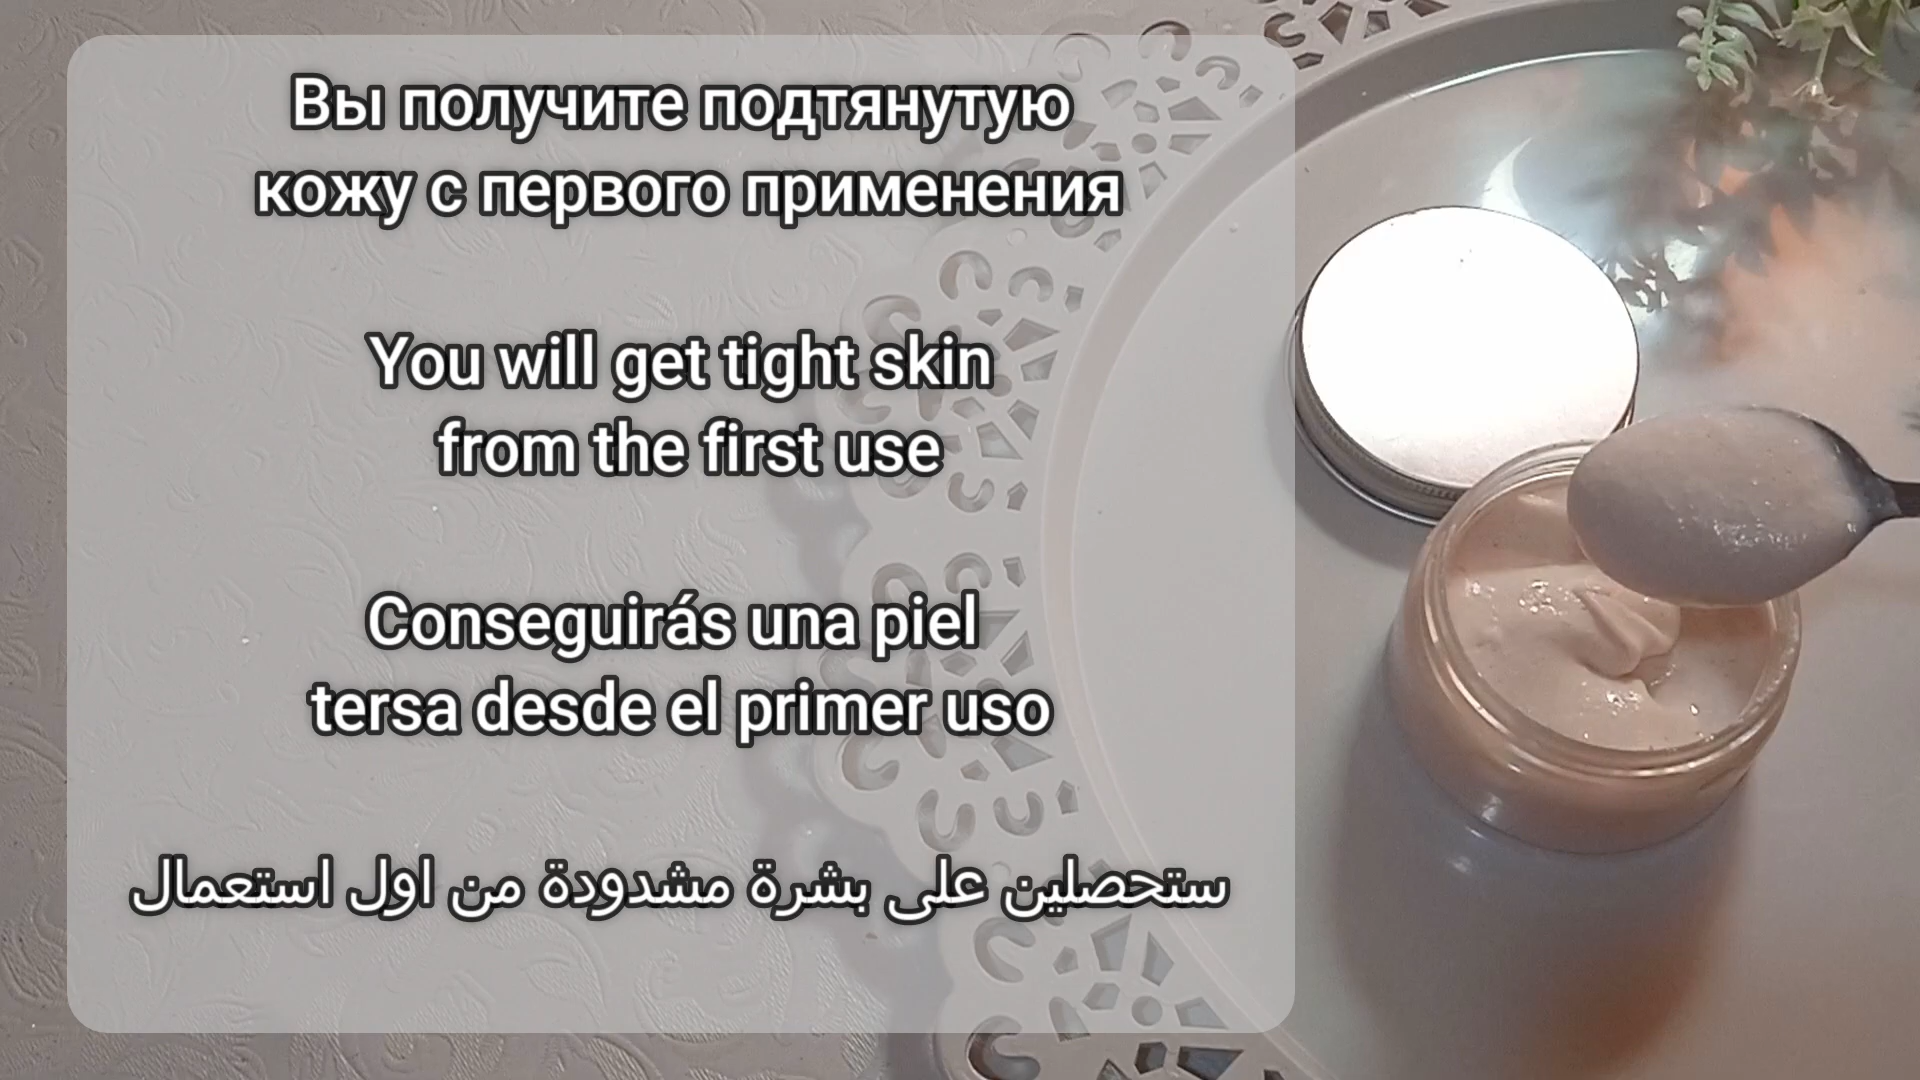 Вы получите подтянутую
кожу с первого применения
You will get tight skin
from the first use
Conseguirás una piel
tersa desde el primer uso
ستحصلين على بشرة مشدودة من اول استعمال